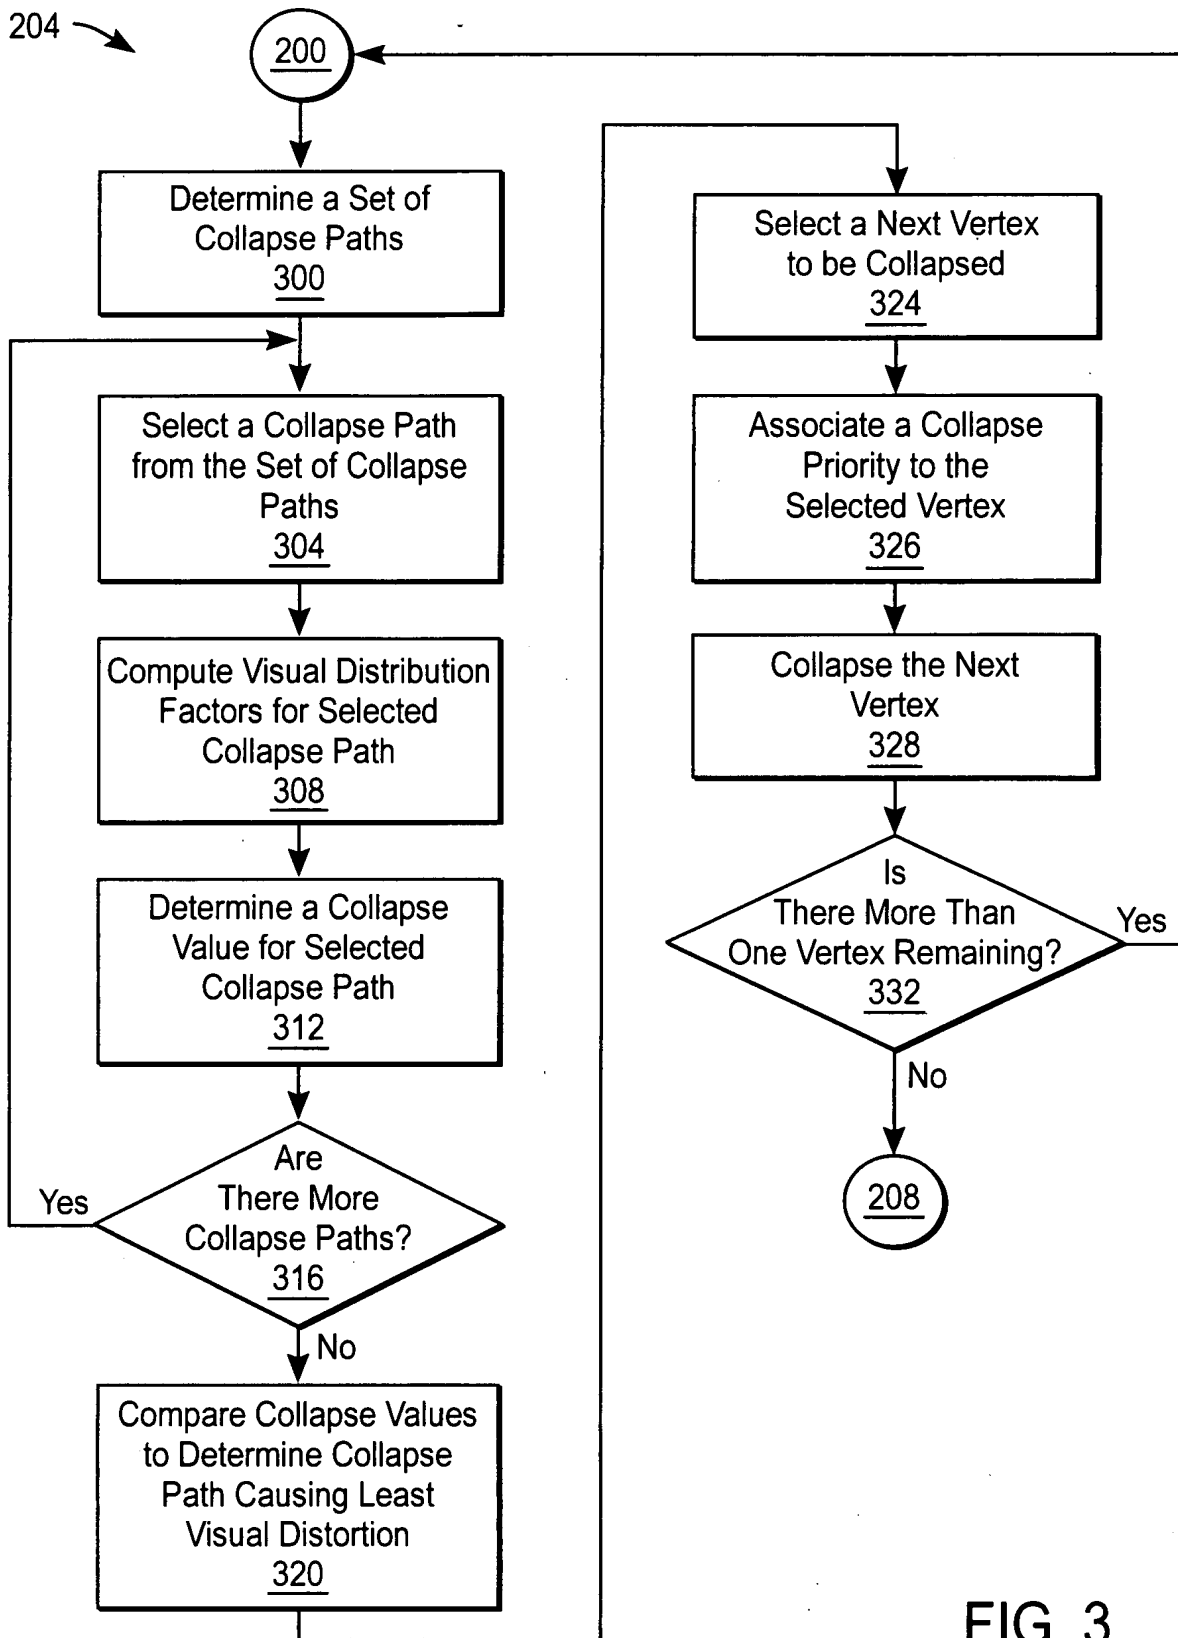 204
200
Determine a Set of
Collapse Paths
300
Select a Collapse Path
from the Set of Collapse
Paths
304
Compute Visual Distribution
Factors for Selected
Collapse Path
308
Determine a Collapse
Value for Selected
Collapse Path
312
Are
There More
Collapse Paths?
316
Yes
No
Compare Collapse Values
to Determine Collapse
Path Causing Least
Visual Distortion
320
Select a Next Vertex
to be Collapsed
324
Associate a Collapse
Priority to the
Selected Vertex
326
Collapse the Next
Vertex
328
Is
There More Than
One Vertex Remaining?
332
Yes
No
208
FIG. 3